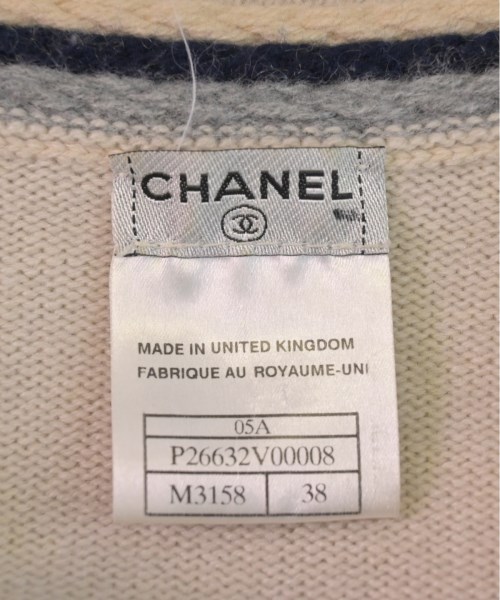 CHANEL
MADE IN UNITED KINGDOM
FABRIQUE AU ROYAUME-UNI
05A
P26632V00008
M3158 38